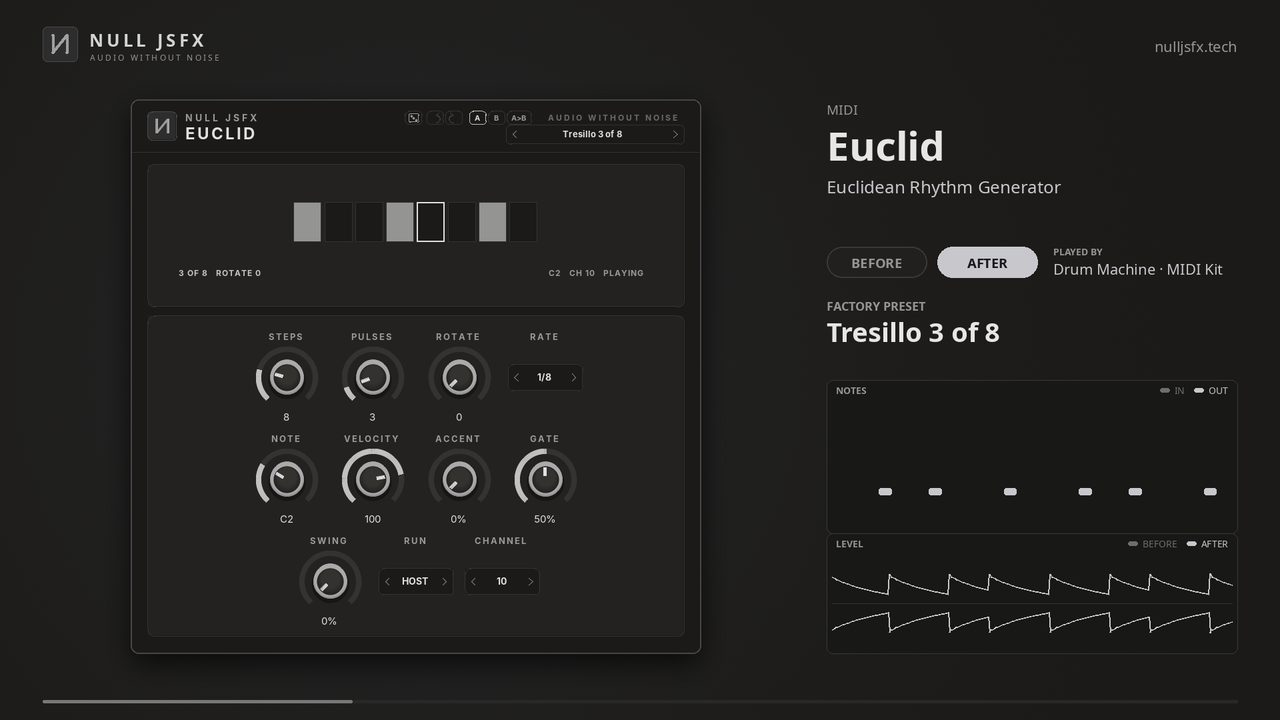 NULL JSFX
AUDIO WITHOUT NOISE
nulljsfx.tech
NULL JSFX
EUCLID
A B A>B
AUDIO WITHOUT NOISE
Tresillo 3 of 8
3 OF 8 ROTATE 0
C2 CH 10 PLAYING
STEPS PULSES ROTATE RATE
1/8
8 3 0
NOTE VELOCITY ACCENT GATE
C2 100 0% 50%
SWING RUN CHANNEL
HOST 10
0%
MIDI
Euclid
Euclidean Rhythm Generator
BEFORE AFTER
PLAYED BY
Drum Machine · MIDI Kit
FACTORY PRESET
Tresillo 3 of 8
NOTES IN OUT
LEVEL BEFORE AFTER